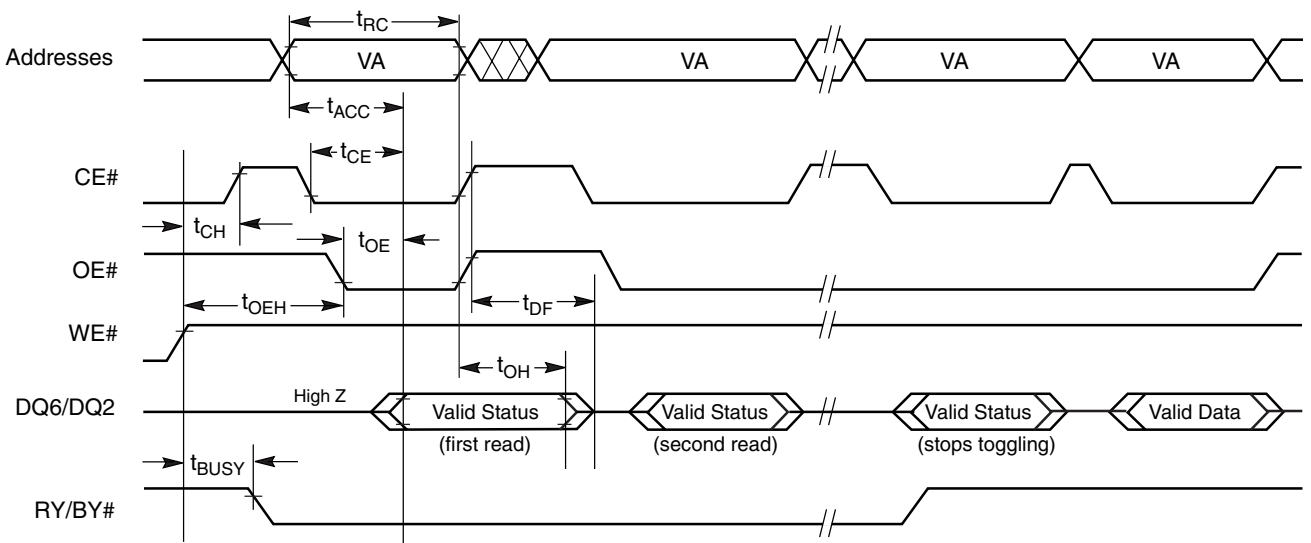 tRC
Addresses VA VA VA VA
tACC
tCE
CE#
tCH
tOE
OE#
tOEH
tDF
WE#
tOH
High Z
DQ6/DQ2 Valid Status Valid Status Valid Status Valid Data
(first read) (second read) (stops toggling)
tBUSY
RY/BY#